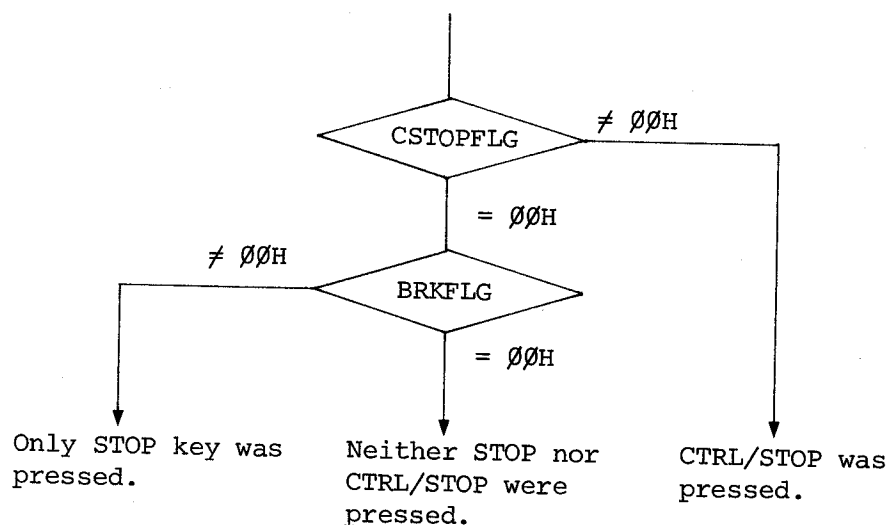 CSTOPFLG
≠ ØØH
= ØØH
≠ ØØH
BRKFLG
= ØØH
Only STOP key was
pressed.
Neither STOP nor
CTRL/STOP were
pressed.
CTRL/STOP was
pressed.